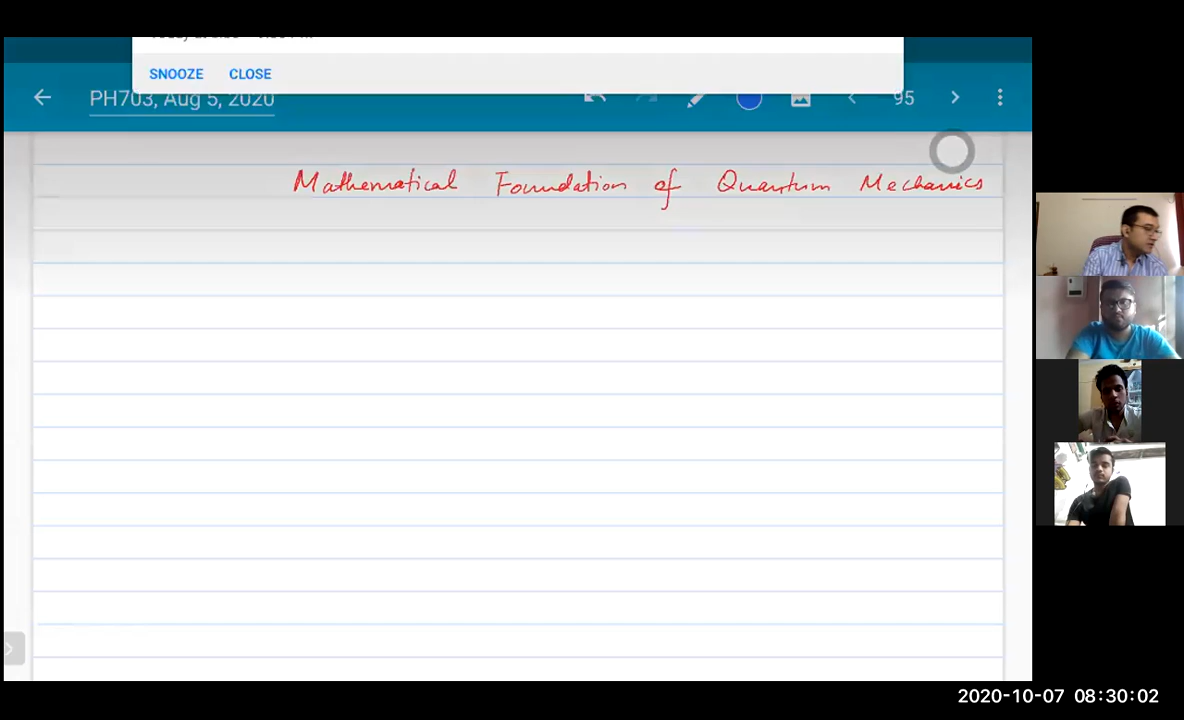 SNOOZE CLOSE
PH703, Aug 5, 2020
95
Mathematical Foundation of Quantum Mechanics
2020-10-07 08:30:02